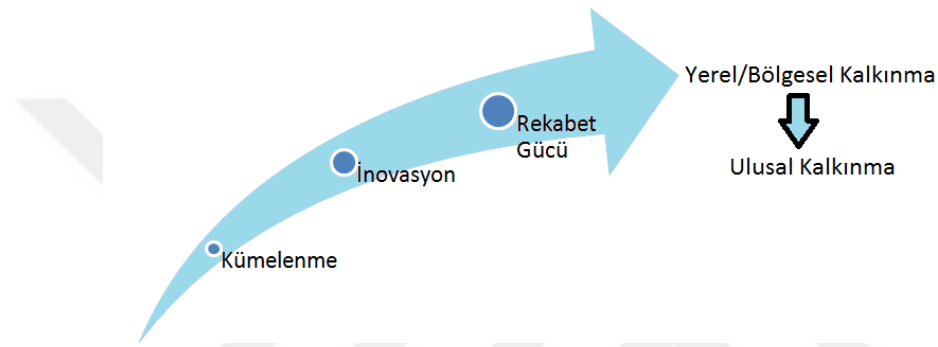 Yerel/Bölgesel Kalkınma
Rekabet
Gücü
Ulusal Kalkınma
İnovasyon
Kümelenme